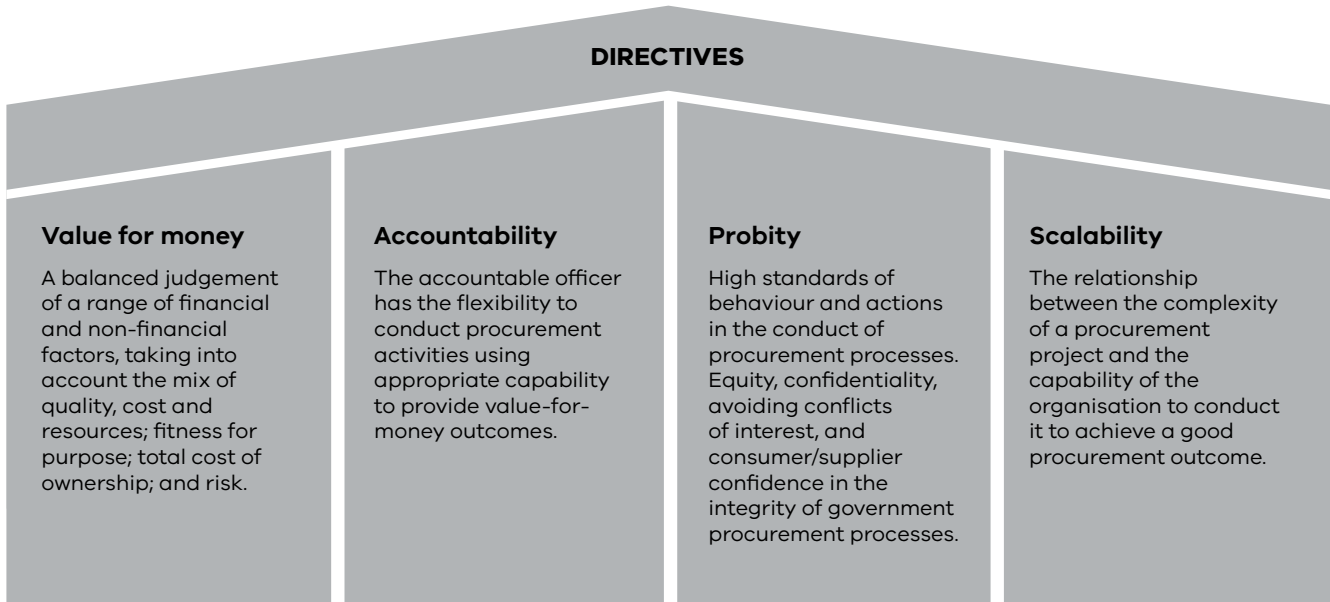 DIRECTIVES
Value for money
A balanced judgement
of a range of financial
and non-financial
factors, taking into
account the mix of
quality, cost and
resources; fitness for
purpose; total cost of
ownership; and risk.
Accountability
The accountable officer
has the flexibility to
conduct procurement
activities using
appropriate capability
to provide value-for-
money outcomes.
Probity
High standards of
behaviour and actions
in the conduct of
procurement processes.
Equity, confidentiality,
avoiding conflicts
of interest, and
consumer/supplier
confidence in the
integrity of government
procurement processes.
Scalability
The relationship
between the complexity
of a procurement
project and the
capability of the
organisation to conduct
it to achieve a good
procurement outcome.